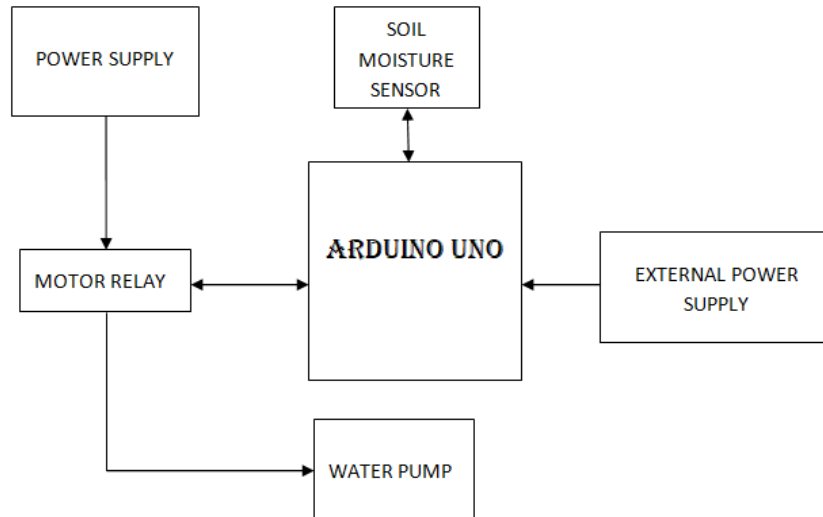 POWER SUPPLY
SOIL
MOISTURE
SENSOR
ARDUINO UNO
MOTOR RELAY
EXTERNAL POWER
SUPPLY
WATER PUMP